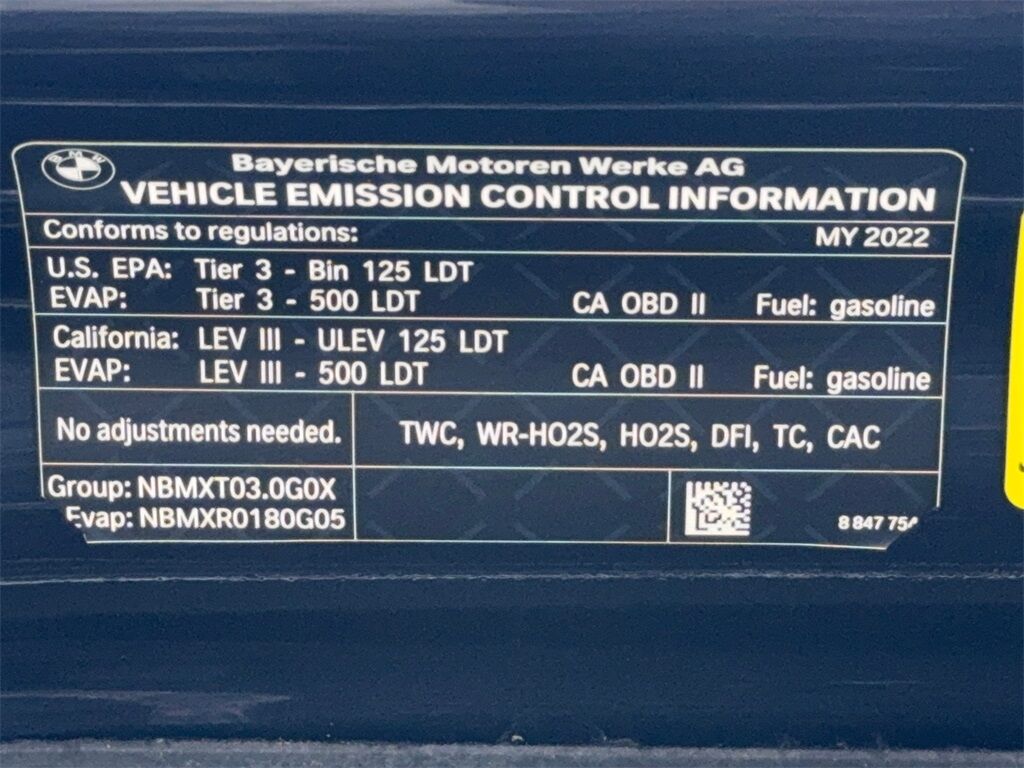 BMW
Bayerische Motoren Werke AG
VEHICLE EMISSION CONTROL INFORMATION
Conforms to regulations: MY 2022
U.S. EPA: Tier 3 - Bin 125 LDT
EVAP: Tier 3 - 500 LDT CA OBD II Fuel: gasoline
California: LEV III - ULEV 125 LDT
EVAP: LEV III - 500 LDT CA OBD II Fuel: gasoline
No adjustments needed. TWC, WR-HO2S, HO2S, DFI, TC, CAC
Group: NBMXT03.0G0X
Evap: NBMXR0180G05
8 847 75